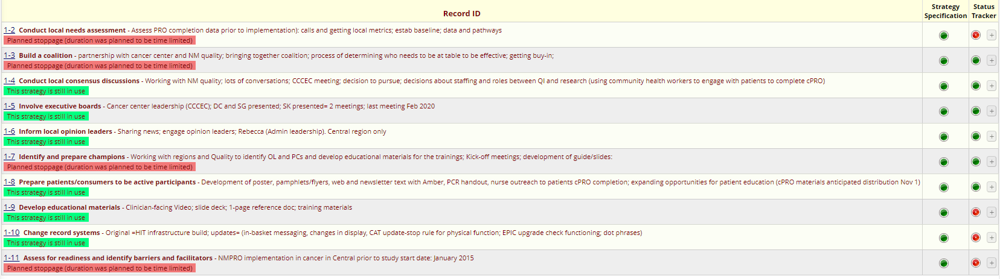 Record ID
Strategy Specification
Status Tracker
1-2 Conduct local needs assessment - Assess PRO completion data prior to implementation): calls and getting local metrics; estab baseline; data and pathways
Planned stoppage (duration was planned to be time limited)
+
1-3 Build a coalition - partnership with cancer center and NM quality; bringing together coalition; process of determining who needs to be at table to be effective; getting buy-in;
Planned stoppage (duration was planned to be time limited)
+
1-4 Conduct local consensus discussions - Working with NM quality; lots of conversations; CCCEC meeting; decision to pursue; decisions about staffing and roles between QI and research (using community health workers to engage with patients to complete cPRO)
This strategy is still in use
+
1-5 Involve executive boards - Cancer center leadership (CCCEC); DC and SG presented; SK presented= 2 meetings; last meeting Feb 2020
This strategy is still in use
+
1-6 Inform local opinion leaders - Sharing news; engage opinion leaders; Rebecca (Admin leadership). Central region only
This strategy is still in use
+
1-7 Identify and prepare champions - Working with regions and Quality to identify OL and PCs and develop educational materials for the trainings; Kick-off meetings; development of guide/slides:
Planned stoppage (duration was planned to be time limited)
+
1-8 Prepare patients/consumers to be active participants - Development of poster, pamphlets/flyers, web and newsletter text with Amber, PCR handout, nurse outreach to patients cPRO completion; expanding opportunities for patient education (cPRO materials anticipated distribution Nov 1)
This strategy is still in use
+
1-9 Develop educational materials - Clinician-facing Video; slide deck; 1-page reference doc; training materials
This strategy is still in use
+
1-10 Change record systems - Original =HIT infrastructure build; updates= (in-basket messaging, changes in display, CAT update-stop rule for physical function; EPIC upgrade check functioning; dot phrases)
This strategy is still in use
+
1-11 Assess for readiness and identify barriers and facilitators - NMPRO implementation in cancer in Central prior to study start date: January 2015
Planned stoppage (duration was planned to be time limited)
+